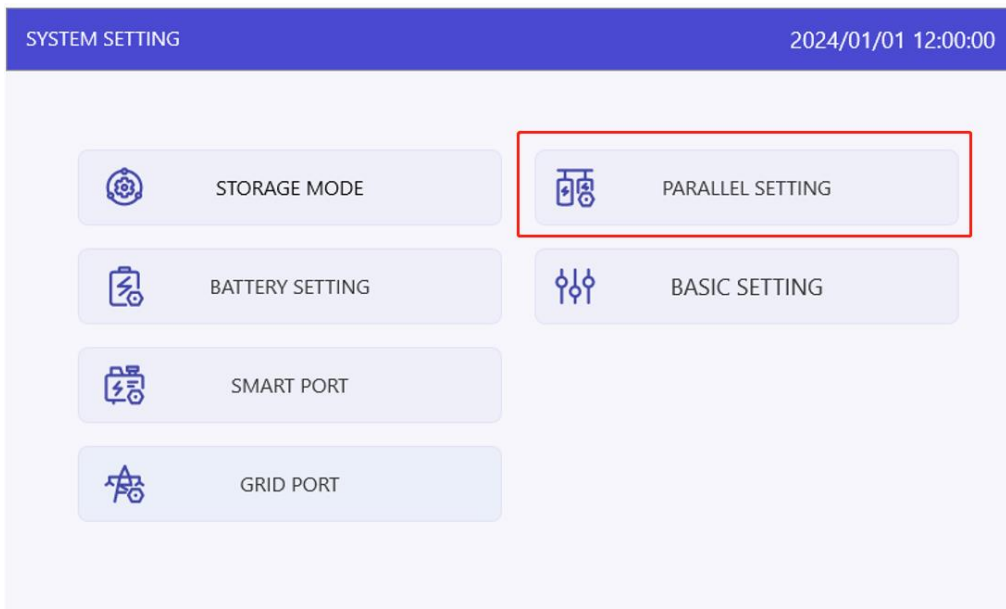 SYSTEM SETTING
2024/01/01 12:00:00
STORAGE MODE
PARALLEL SETTING
BATTERY SETTING
BASIC SETTING
SMART PORT
GRID PORT